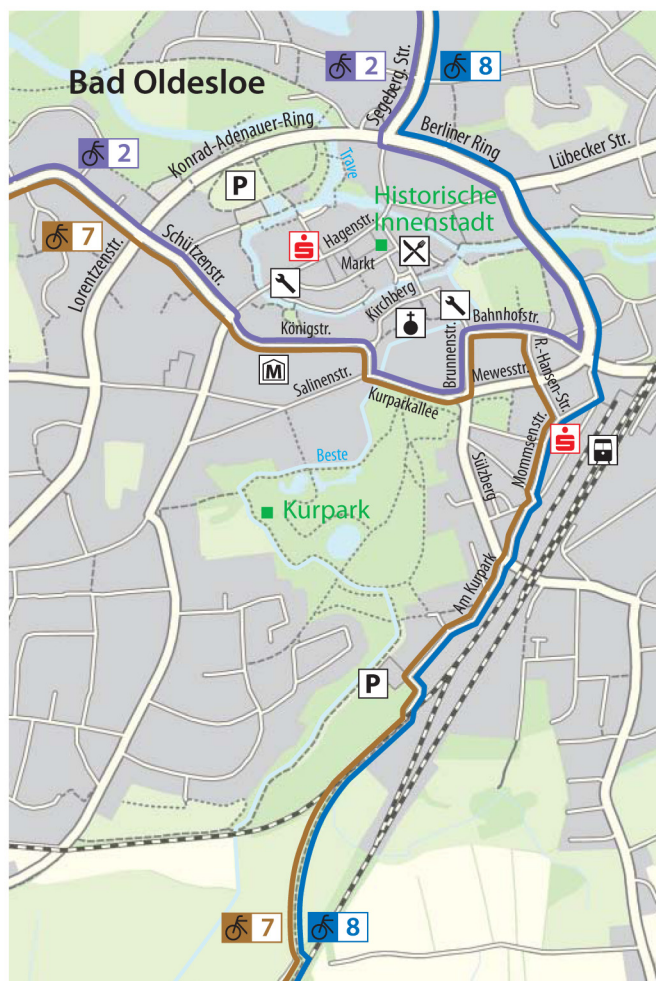 Bad Oldesloe
2
8
Segeberg. Str.
Berliner Ring
Lübecker Str.
Konrad-Adenauer-Ring
2
7
Trave
P
Historische
Innenstadt
Hagenstr.
Markt
Lorentzenstr.
Schützenstr.
Kirchberg
Königstr.
Brunnenstr.
Bahnhofstr.
R.-Hansen-Str.
M
Salinenstr.
Kurparkallee
Mewesstr.
Mommsenstr.
Beste
Sülzberg
Kurpark
Am Kurpark
P
7
8